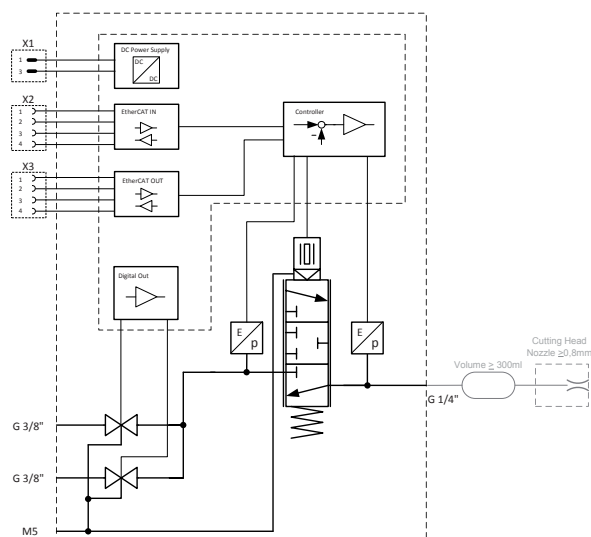 X1
1
3
DC Power Supply
DC
DC
X2
1
2
3
4
EtherCAT IN
Controller
X3
1
2
3
4
EtherCAT OUT
Digital Out
E
p
E
p
Cutting Head
Nozzle ≥0,8mm
Volume ≥ 300ml
G 1/4"
G 3/8"
G 3/8"
M5